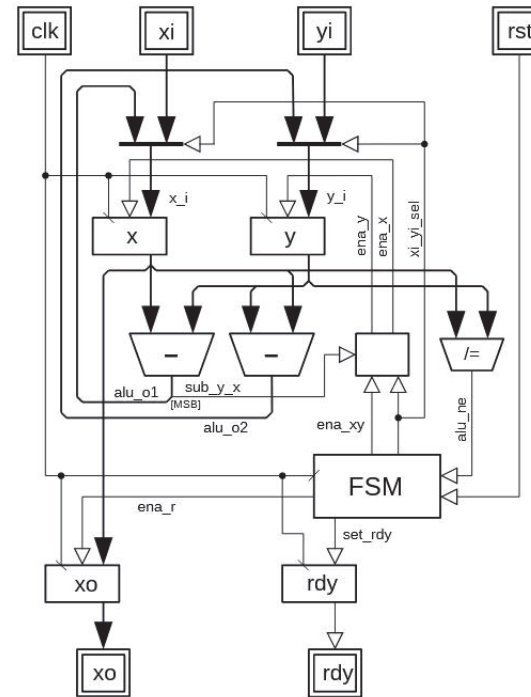 clk
xi
yi
rst
x_i
y_i
ena_y
ena_x
xi_yi_sel
x
y
-
-
/=
alu_o1
sub_y_x
[MSB]
alu_o2
ena_xy
alu_ne
FSM
ena_r
set_rdy
xo
rdy
xo
rdy